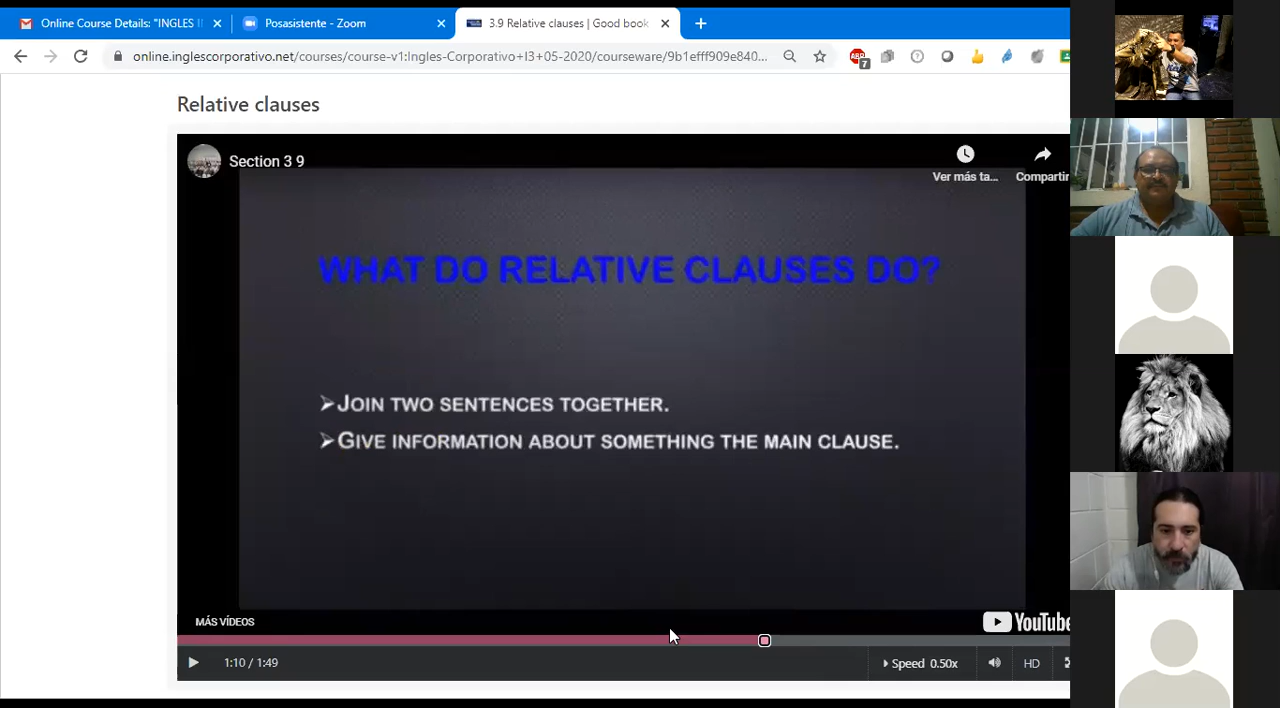 Online Course Details: "INGLES I
Posasistente - Zoom
3.9 Relative clauses | Good book
online.inglescorporativo.net/courses/course-v1:Ingles-Corporativo+I3+05-2020/courseware/9b1efff909e840...
ABP
7
Relative clauses
Section 3 9
Ver más ta...
Compartir
WHAT DO RELATIVE CLAUSES DO?
➢JOIN TWO SENTENCES TOGETHER.
➢GIVE INFORMATION ABOUT SOMETHING THE MAIN CLAUSE.
MÁS VÍDEOS
YouTube
1:10 / 1:49
Speed 0.50x
HD